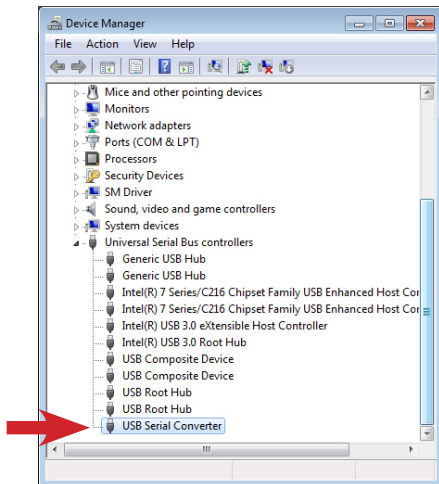 Device Manager
File Action View Help
Mice and other pointing devices
Monitors
Network adapters
Ports (COM & LPT)
Processors
Security Devices
SM Driver
Sound, video and game controllers
System devices
Universal Serial Bus controllers
Generic USB Hub
Generic USB Hub
Intel(R) 7 Series/C216 Chipset Family USB Enhanced Host Cor
Intel(R) 7 Series/C216 Chipset Family USB Enhanced Host Cor
Intel(R) USB 3.0 eXtensible Host Controller
Intel(R) USB 3.0 Root Hub
USB Composite Device
USB Composite Device
USB Root Hub
USB Root Hub
USB Serial Converter